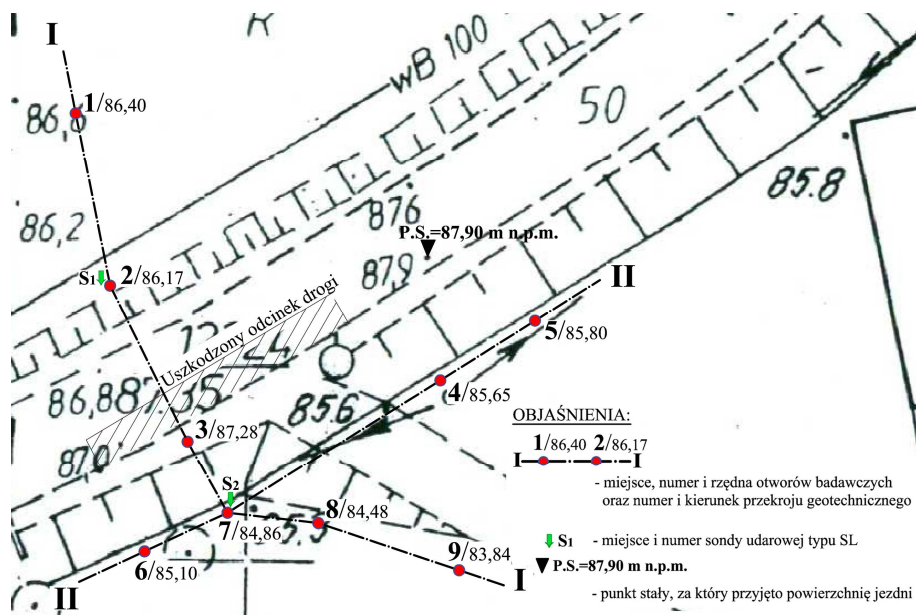 I
K
wB 100
1/86,40
86,8
50
86,2
876
85.8
P.S.=87,90 m n.p.m.
S1
2/86,17
87,9
II
Uszkodzony odcinek drogi
5/85,80
86,8
87.35
4/85,65
3/87,28
85.6
870
OBJAŚNIENIA:
1/86,40 2/86,17
I I
- miejsce, numer i rzędna otworów badawczych
oraz numer i kierunek przekroju geotechnicznego
S2
8/84,48
7/84,86
S1 - miejsce i numer sondy udarowej typu SL
9/83,84
6/85,10
P.S.=87,90 m n.p.m.
II
I
- punkt stały, za który przyjęto powierzchnię jezdni